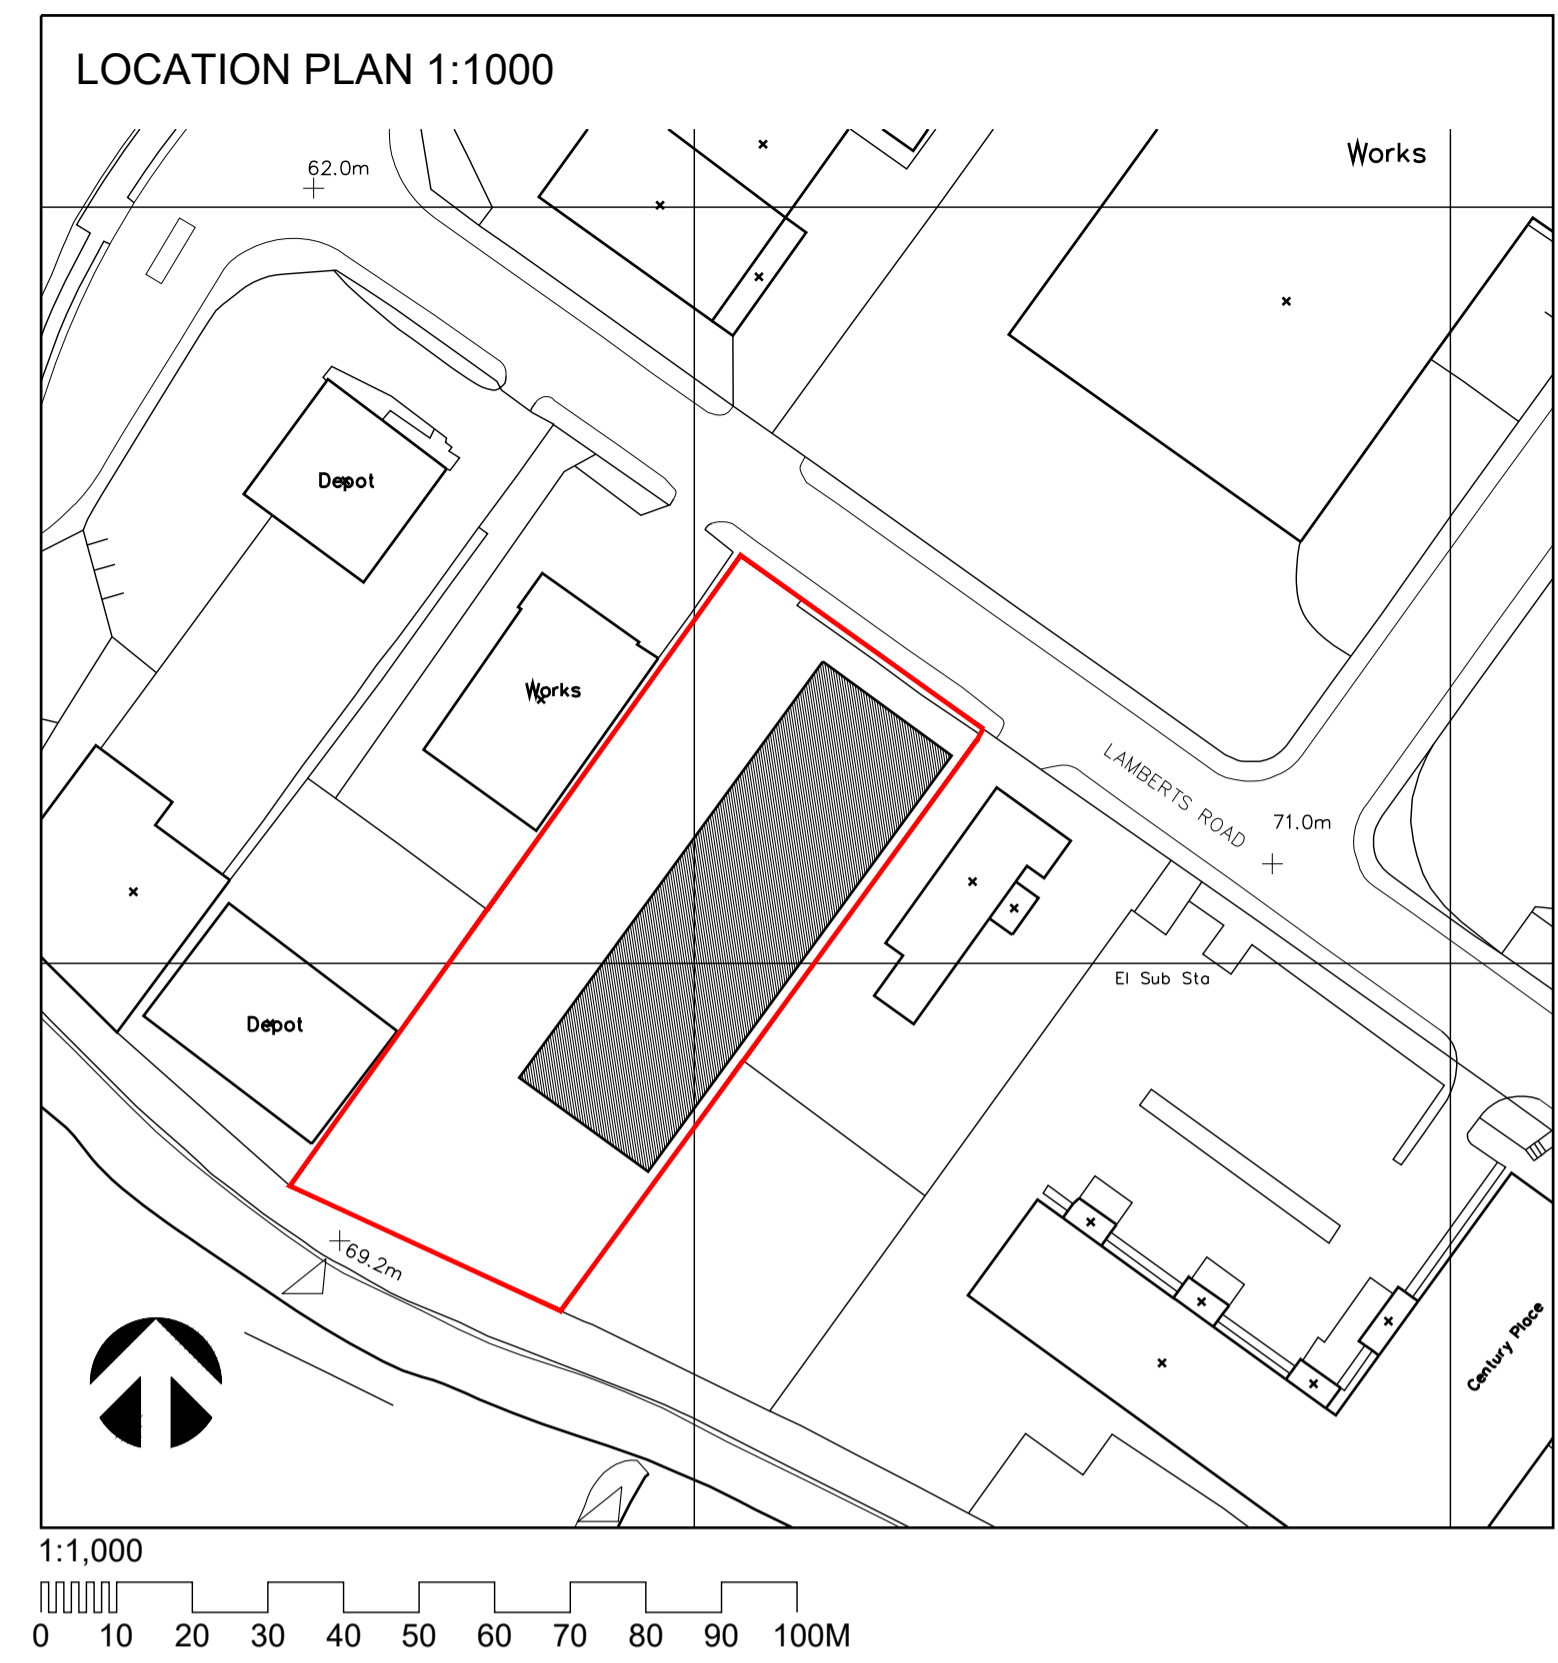 LOCATION PLAN 1:1000
Works
62.0m
Depot
Works
LAMBERTS ROAD
71.0m
El Sub Sta
Depot
69.2m
Century Place
1:1,000
0 10 20 30 40 50 60 70 80 90 100M